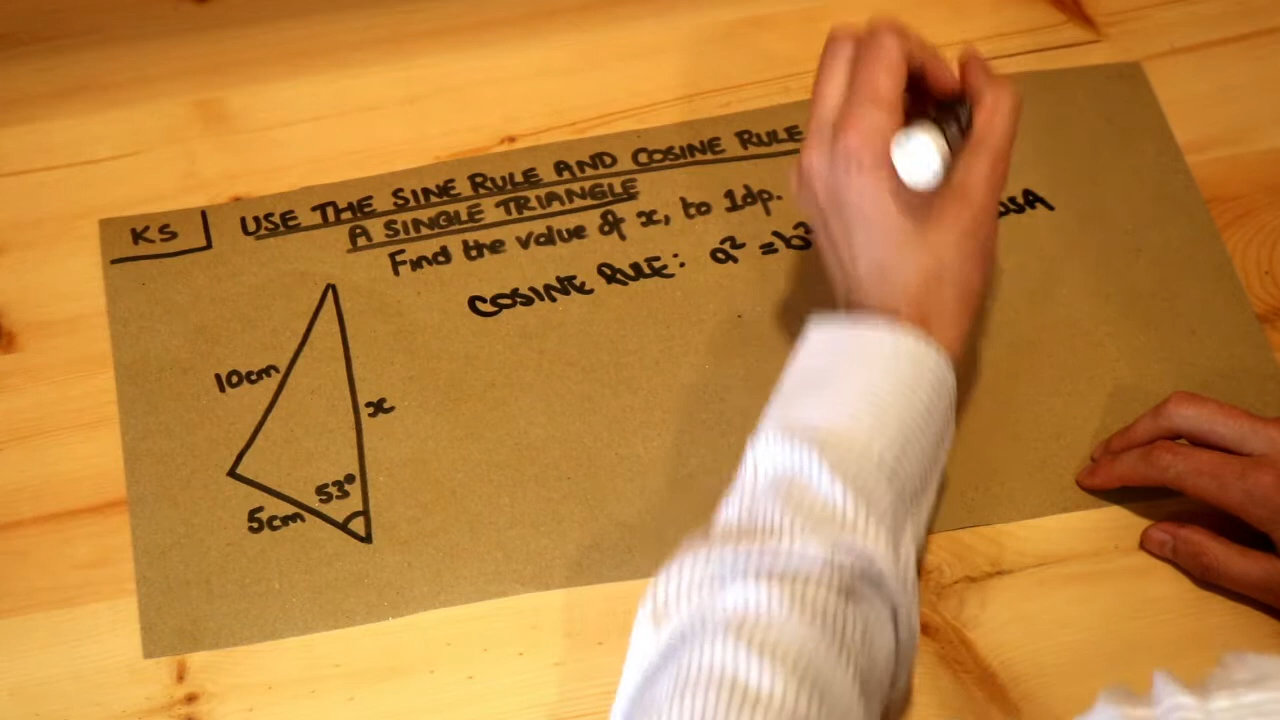 KS
USE THE SINE RULE AND COSINE RULE
A SINGLE TRIANGLE
Find the value of x, to 1dp.
COSINE RULE: a² = b²
10cm
x
53°
5cm